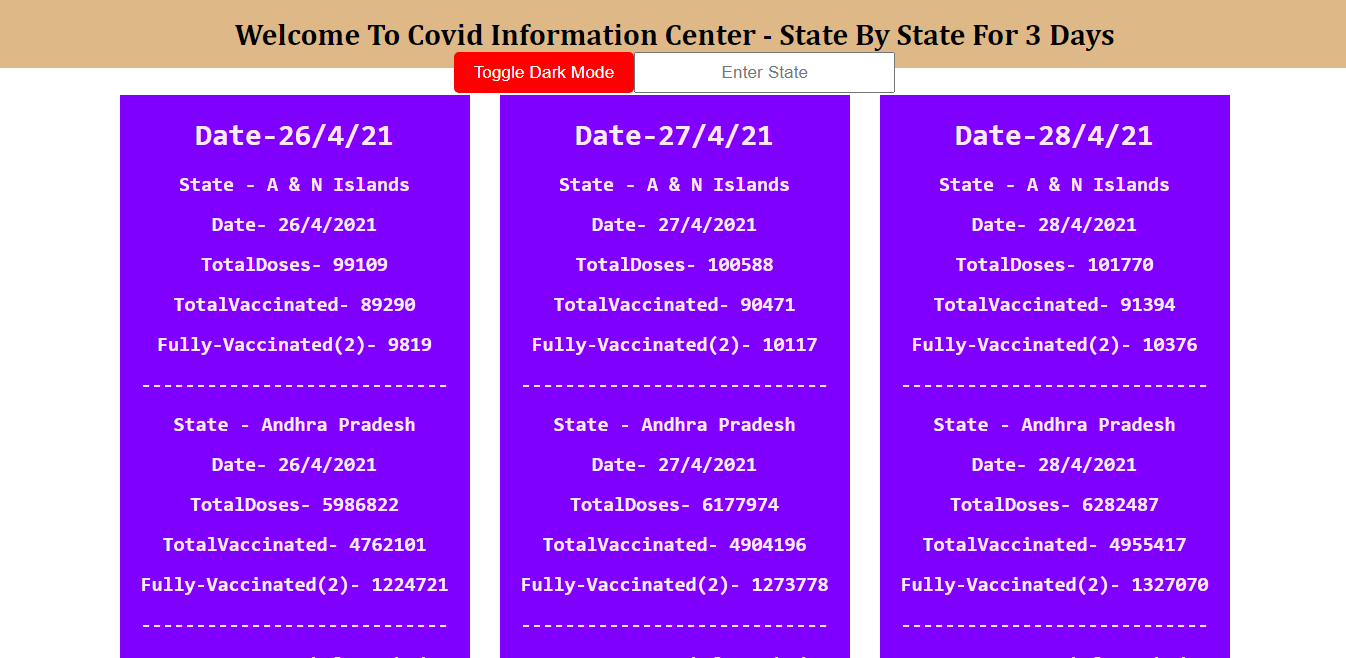 Welcome To Covid Information Center - State By State For 3 Days
Toggle Dark Mode
Enter State
Date-26/4/21
State - A & N Islands
Date- 26/4/2021
TotalDoses- 99109
TotalVaccinated- 89290
Fully-Vaccinated(2)- 9819
----------------------------
State - Andhra Pradesh
Date- 26/4/2021
TotalDoses- 5986822
TotalVaccinated- 4762101
Fully-Vaccinated(2)- 1224721
----------------------------
Date-27/4/21
State - A & N Islands
Date- 27/4/2021
TotalDoses- 100588
TotalVaccinated- 90471
Fully-Vaccinated(2)- 10117
----------------------------
State - Andhra Pradesh
Date- 27/4/2021
TotalDoses- 6177974
TotalVaccinated- 4904196
Fully-Vaccinated(2)- 1273778
----------------------------
Date-28/4/21
State - A & N Islands
Date- 28/4/2021
TotalDoses- 101770
TotalVaccinated- 91394
Fully-Vaccinated(2)- 10376
----------------------------
State - Andhra Pradesh
Date- 28/4/2021
TotalDoses- 6282487
TotalVaccinated- 4955417
Fully-Vaccinated(2)- 1327070
----------------------------